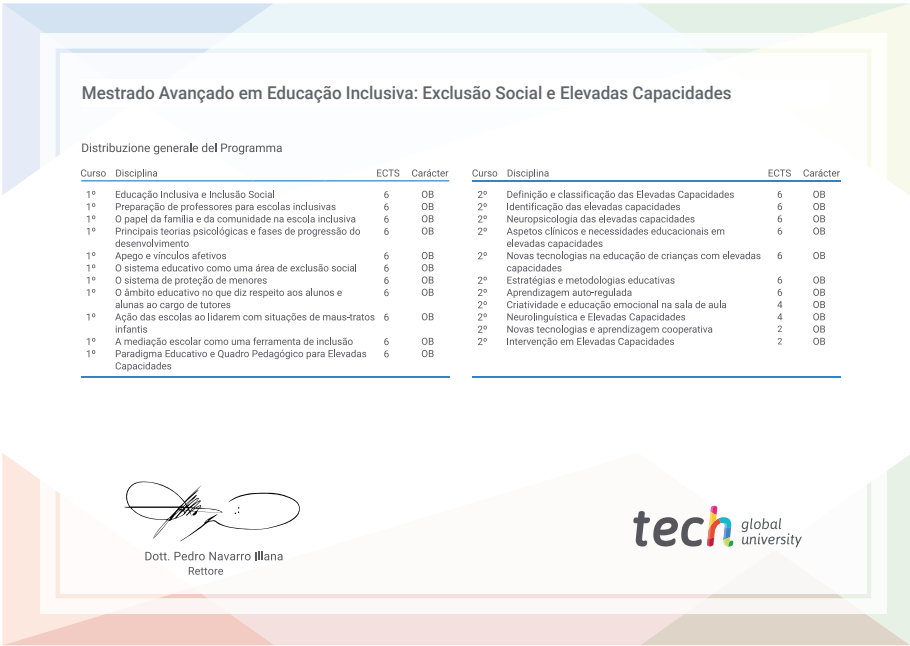 Mestrado Avançado em Educação Inclusiva: Exclusão Social e Elevadas Capacidades
Distribuzione generale del Programma
Curso Disciplina ECTS Carácter
1º Educação Inclusiva e Inclusão Social 6 OB
1º Preparação de professores para escolas inclusivas 6 OB
1º O papel da família e da comunidade na escola inclusiva 6 OB
1º Principais teorias psicológicas e fases de progressão do 6 OB
desenvolvimento
1º Apego e vínculos afetivos 6 OB
1º O sistema educativo como uma área de exclusão social 6 OB
1º O sistema de proteção de menores 6 OB
1º O âmbito educativo no que diz respeito aos alunos e 6 OB
alunas ao cargo de tutores
1º Ação das escolas ao lidarem com situações de maus-tratos 6 OB
infantis
1º A mediação escolar como uma ferramenta de inclusão 6 OB
1º Paradigma Educativo e Quadro Pedagógico para Elevadas 6 OB
Capacidades
Curso Disciplina ECTS Carácter
2º Definição e classificação das Elevadas Capacidades 6 OB
2º Identificação das elevadas capacidades 6 OB
2º Neuropsicologia das elevadas capacidades 6 OB
2º Aspetos clínicos e necessidades educacionais em 6 OB
elevadas capacidades
2º Novas tecnologias na educação de crianças com elevadas 6 OB
capacidades
2º Estratégias e metodologias educativas 6 OB
2º Aprendizagem auto-regulada 6 OB
2º Criatividade e educação emocional na sala de aula 4 OB
2º Neurolinguística e Elevadas Capacidades 4 OB
2º Novas tecnologias e aprendizagem cooperativa 2 OB
2º Intervenção em Elevadas Capacidades 2 OB
Dott. Pedro Navarro Illana
Rettore
tech global
university